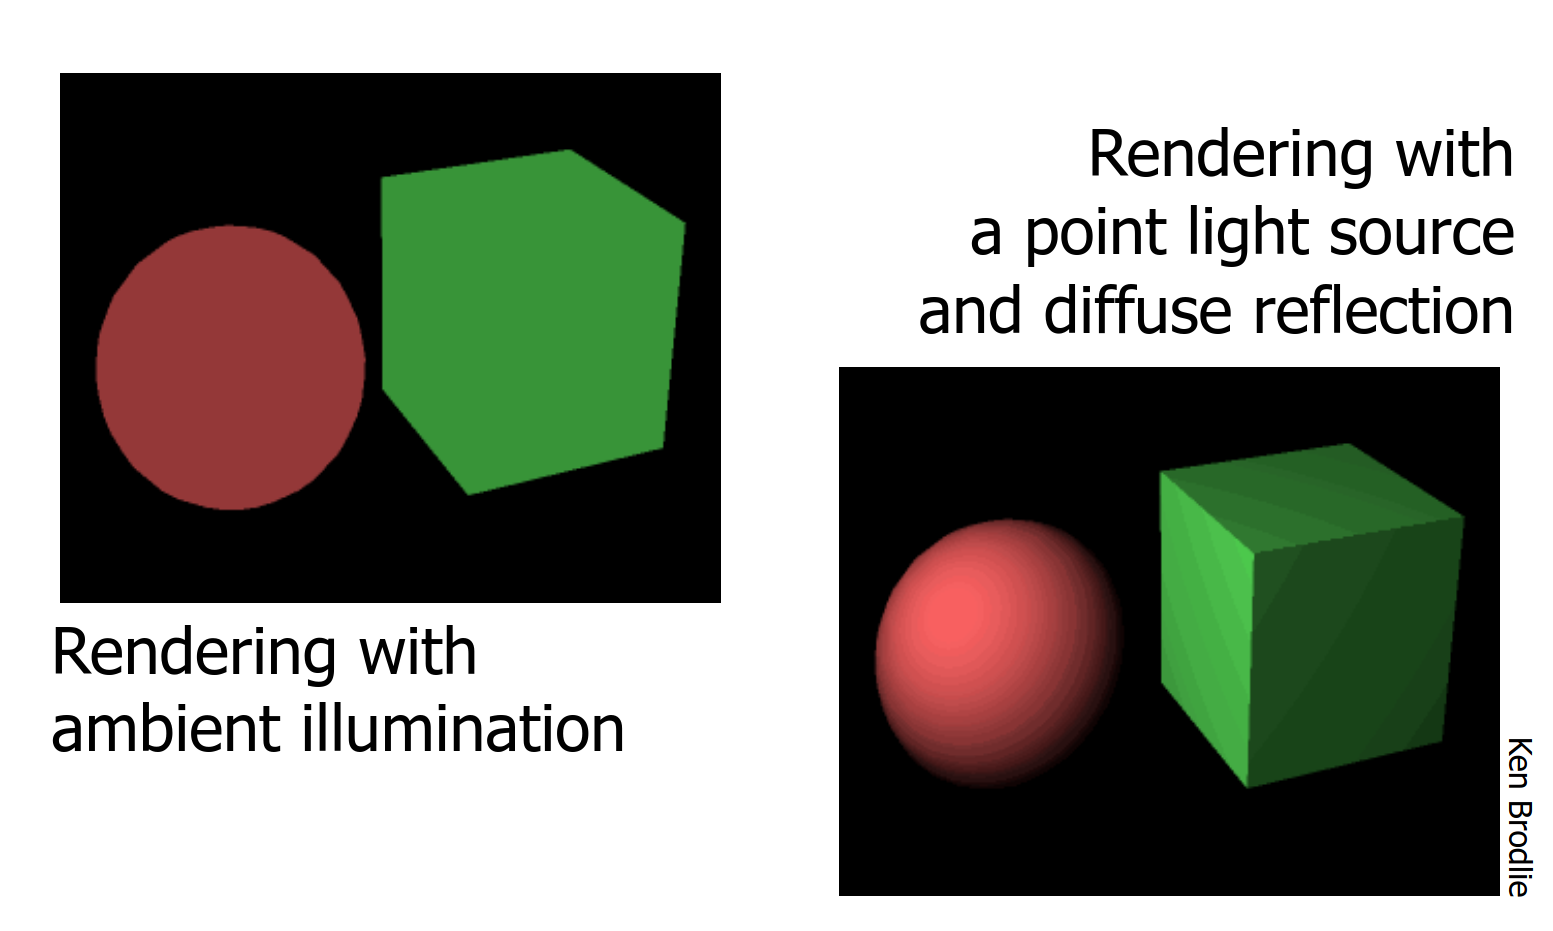 Rendering with
a point light source
and diffuse reflection
Rendering with
ambient illumination
Ken Brodlie